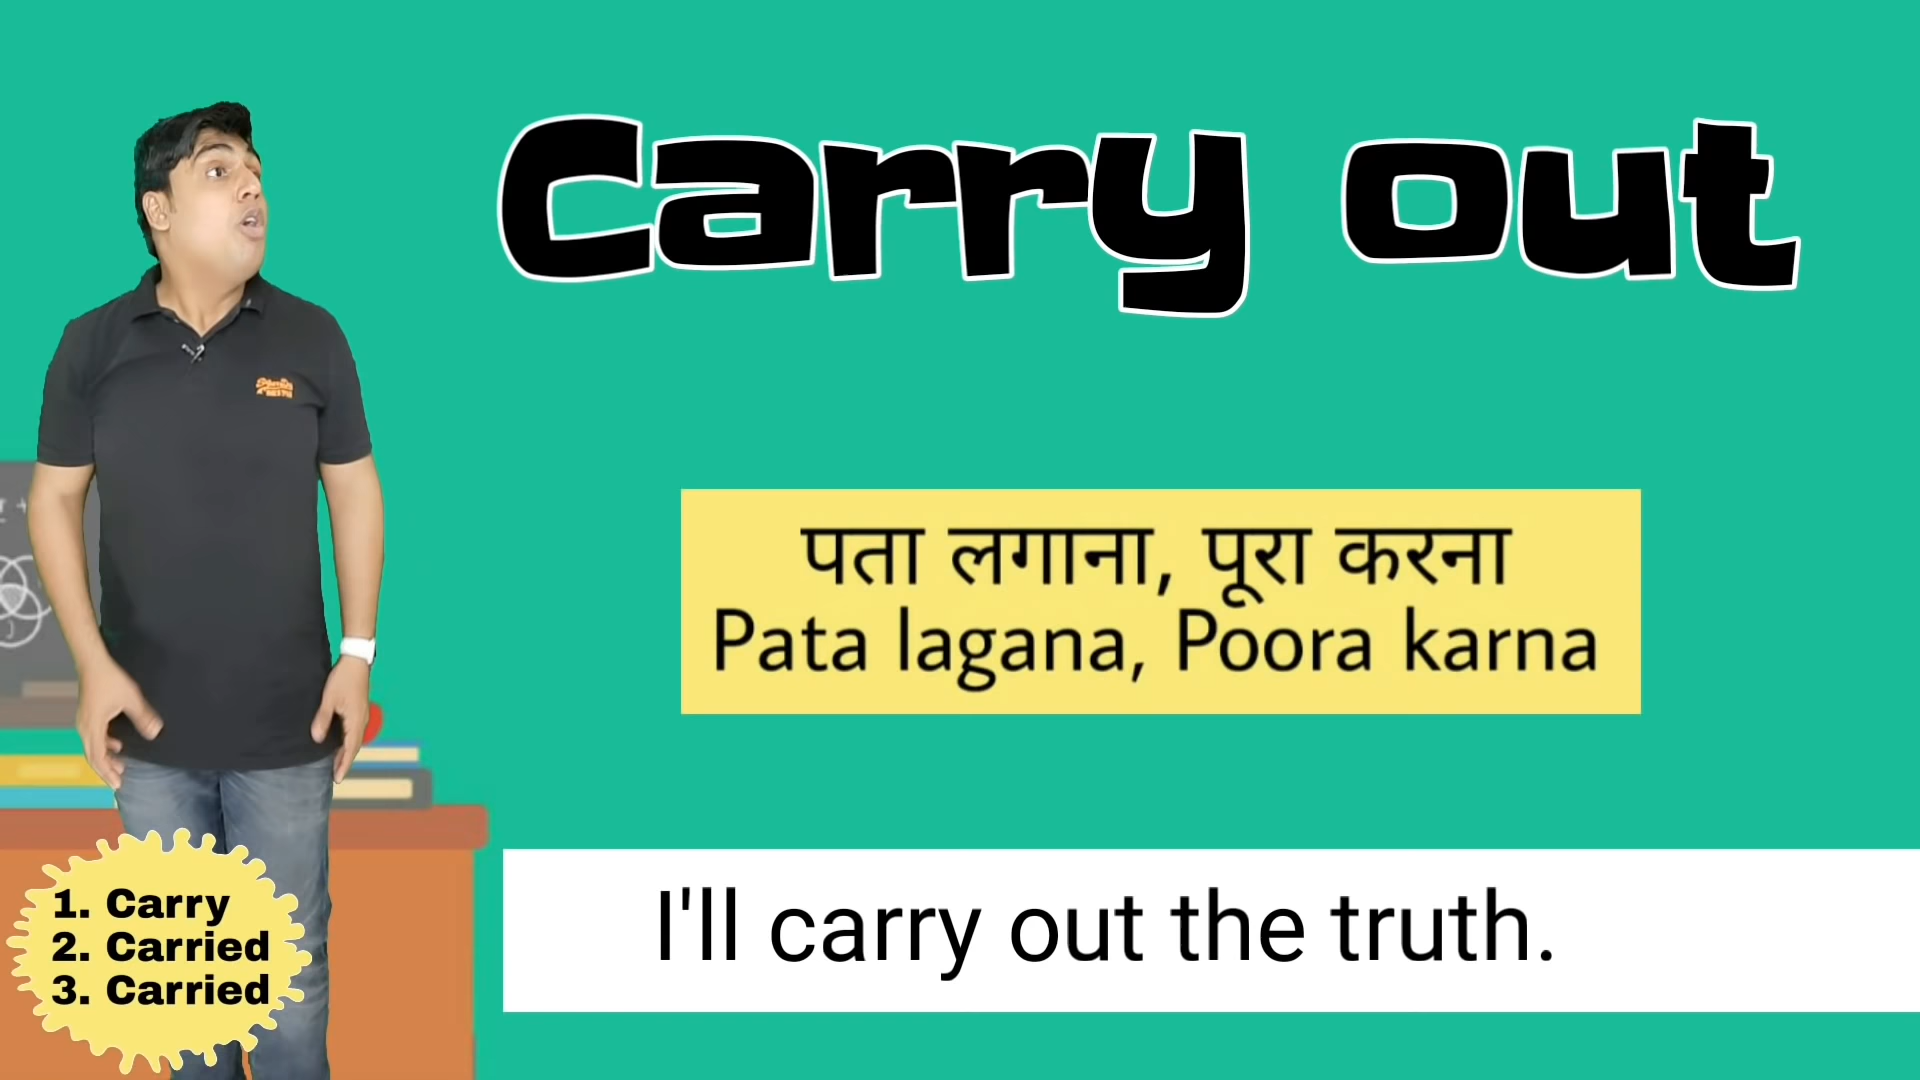 Carry out
पता लगाना, पूरा करना
Pata lagana, Poora karna
I'll carry out the truth.
1. Carry
2. Carried
3. Carried